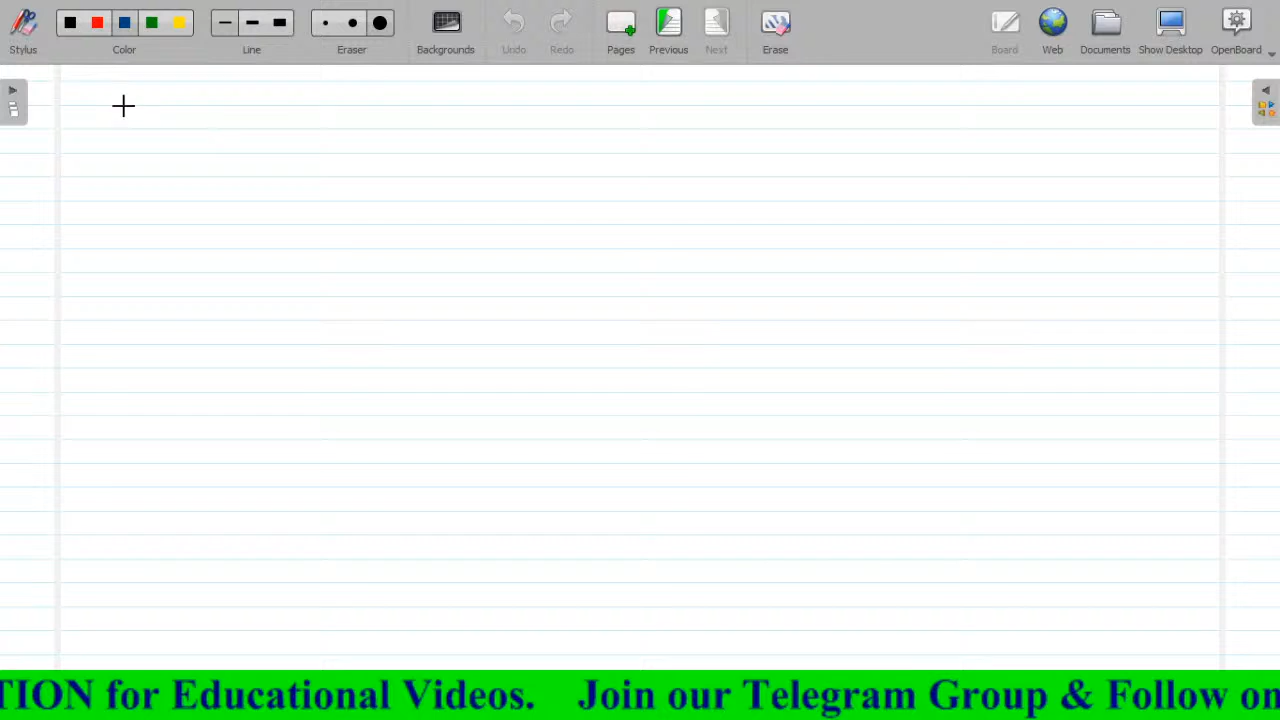 Stylus
Color
Line
Eraser
Backgrounds
Undo
Redo
Pages
Previous
Next
Erase
Board
Web
Documents
Show Desktop
OpenBoard
TION for Educational Videos. Join our Telegram Group & Follow on